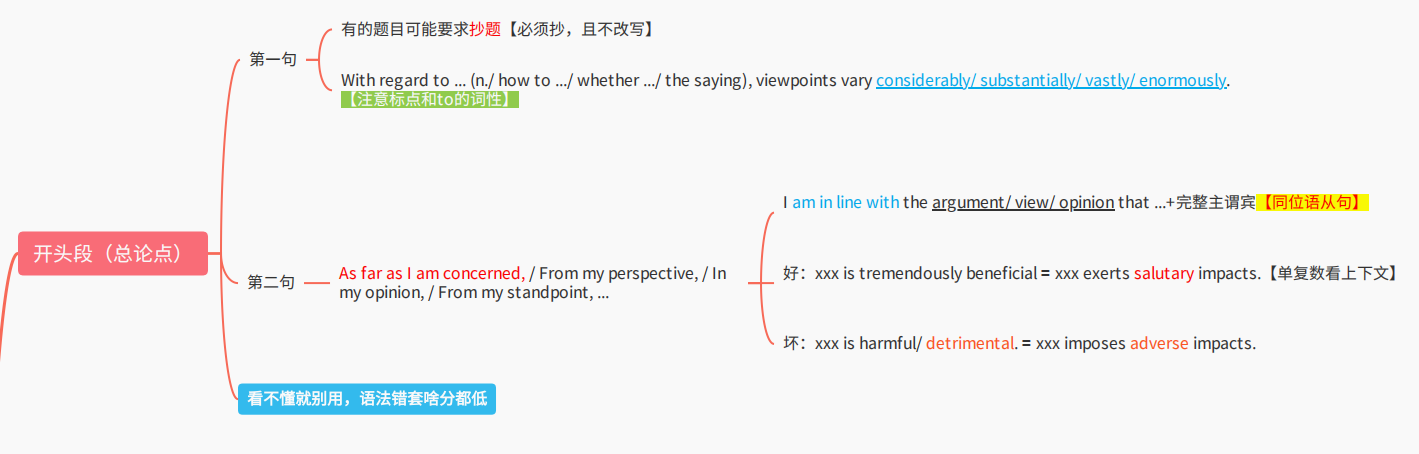 有的题目可能要求抄题【必须抄，且不改写】
第一句
With regard to ... (n./ how to .../ whether .../ the saying), viewpoints vary considerably/ substantially/ vastly/ enormously.
【注意标点和to的词性】
I am in line with the argument/ view/ opinion that ...+完整主谓宾【同位语从句】
开头段（总论点）
第二句
As far as I am concerned, / From my perspective, / In
my opinion, / From my standpoint, ...
好：xxx is tremendously beneficial = xxx exerts salutary impacts.【单复数看上下文】
坏：xxx is harmful/ detrimental. = xxx imposes adverse impacts.
看不懂就别用，语法错套啥分都低